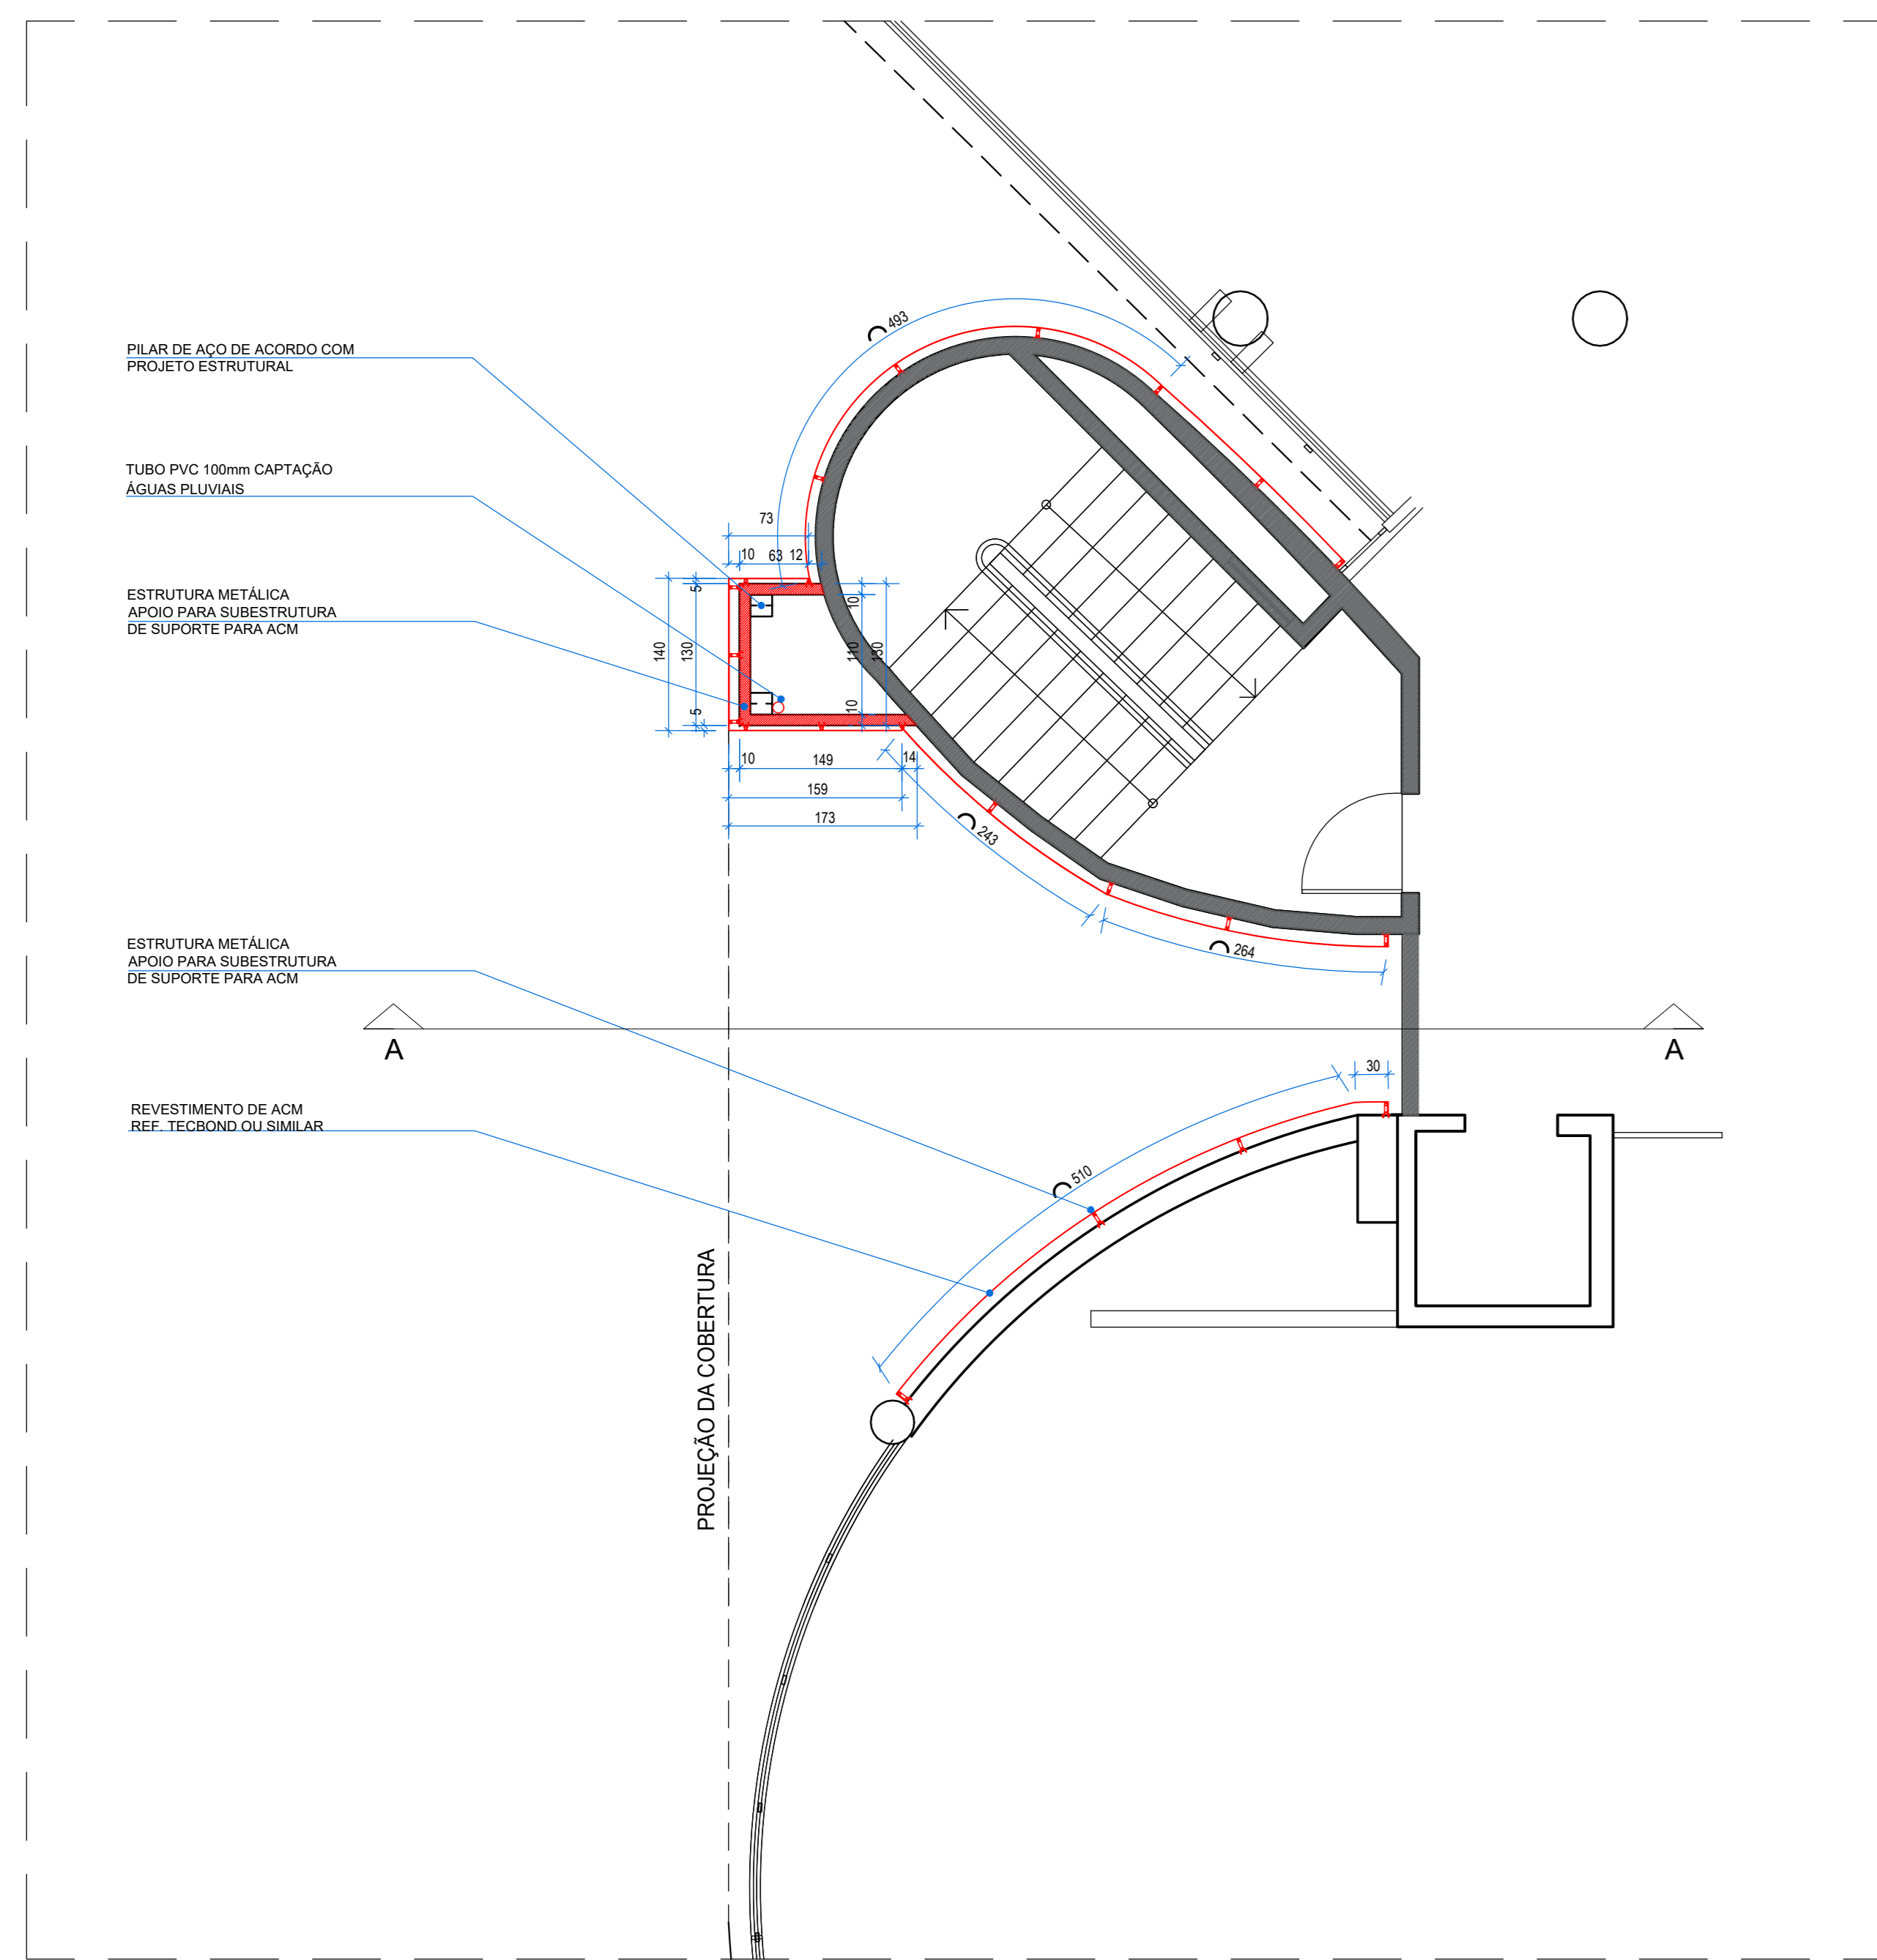 493
PILAR DE AÇO DE ACORDO COM
PROJETO ESTRUTURAL
TUBO PVC 100mm CAPTAÇÃO
ÁGUAS PLUVIAIS
73
10 63 12
ESTRUTURA METÁLICA
APOIO PARA SUBESTRUTURA
DE SUPORTE PARA ACM
5
10
140
130
110
130
5
10
10 149 14
159
173
243
264
ESTRUTURA METÁLICA
APOIO PARA SUBESTRUTURA
DE SUPORTE PARA ACM
A A
30
REVESTIMENTO DE ACM
REF. TECBOND OU SIMILAR
510
PROJEÇÃO DA COBERTURA